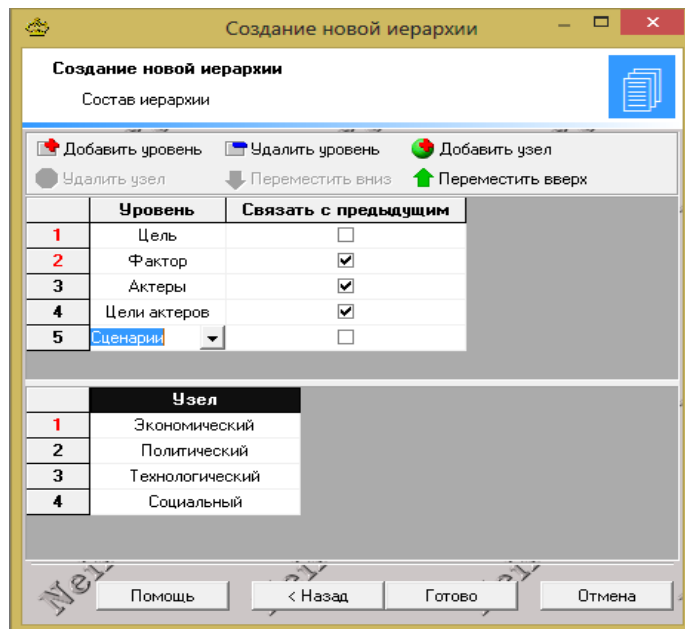 Создание новой иерархии
Создание новой иерархии
Состав иерархии
Добавить уровень Удалить уровень Добавить узел
Удалить узел Переместить вниз Переместить вверх
Уровень Связать с предыдущим
1 Цель
2 Фактор
3 Актеры
4 Цели актеров
5 Сценарии
Узел
1 Экономический
2 Политический
3 Технологический
4 Социальный
Помощь < Назад Готово Отмена